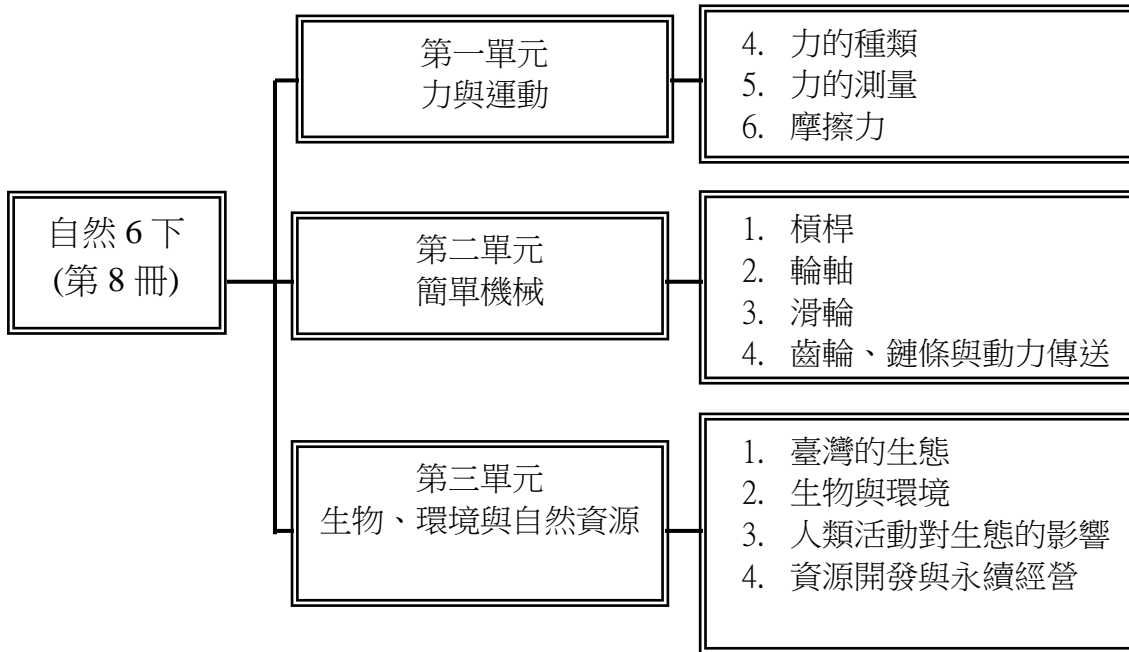 自然 6 下
(第 8 冊)
第一單元
力與運動
4. 力的種類
5. 力的測量
6. 摩擦力
第二單元
簡單機械
1. 槓桿
2. 輪軸
3. 滑輪
4. 齒輪、鏈條與動力傳送
第三單元
生物、環境與自然資源
1. 臺灣的生態
2. 生物與環境
3. 人類活動對生態的影響
4. 資源開發與永續經營